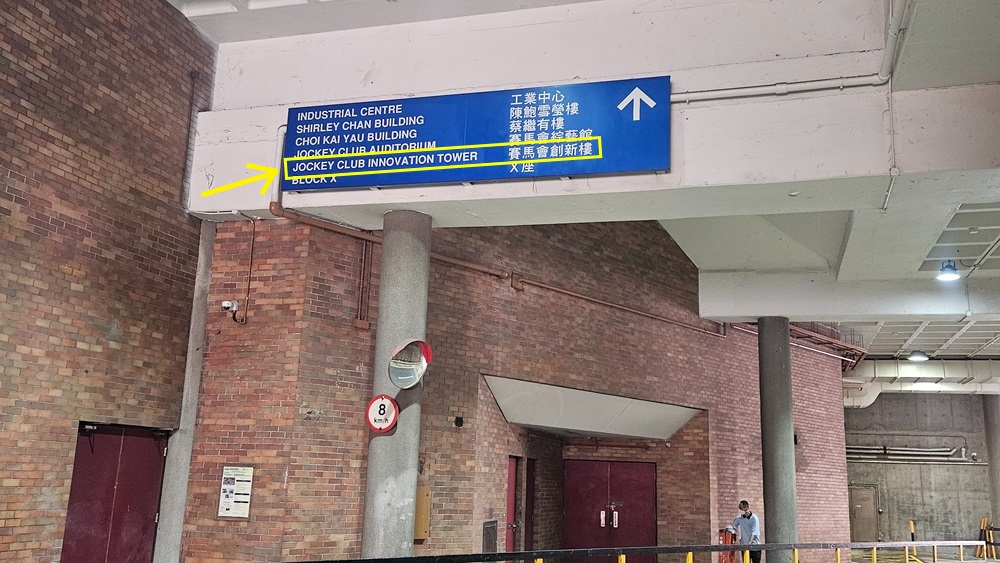 INDUSTRIAL CENTRE 工業中心
SHIRLEY CHAN BUILDING 陳鮑雪瑩樓
CHOI KAI YAU BUILDING 蔡繼有樓
JOCKEY CLUB AUDITORIUM 賽馬會綜藝館
JOCKEY CLUB INNOVATION TOWER 賽馬會創新樓
BLOCK X X座
8
km/h